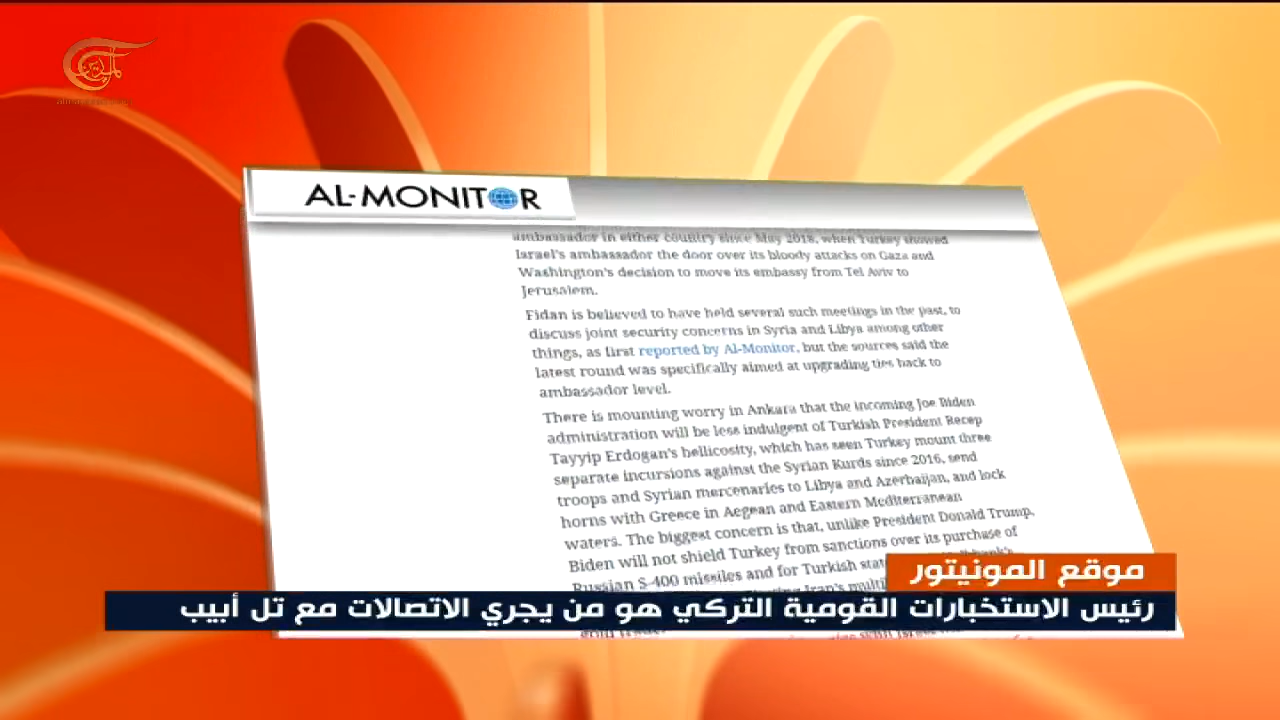 الميادين
AL-MONITOR
ambassador in either country since May 2018, when Turkey showed
Israel's ambassador the door over its bloody attacks on Gaza and
Washington's decision to move its embassy from Tel Aviv to
Jerusalem.
Fidan is believed to have held several such meetings in the past, to
discuss joint security concerns in Syria and Libya among other
things, as first reported by Al-Monitor, but the sources said the
latest round was specifically aimed at upgrading ties back to
ambassador level.
There is mounting worry in Ankara that the incoming Joe Biden
administration will be less indulgent of Turkish President Recep
Tayyip Erdogan's bellicosity, which has seen Turkey mount three
separate incursions against the Syrian Kurds since 2016, send
troops and Syrian mercenaries to Libya and Azerbaijan, and lock
horns with Greece in Aegean and Eastern Mediterranean
waters. The biggest concern is that, unlike President Donald Trump,
Biden will not shield Turkey from sanctions over its purchase of
Russian S-400 missiles and for Turkish
Iran's
موقع المونيتور
رئيس الاستخبارات القومية التركي هو من يجري الاتصالات مع تل أبيب